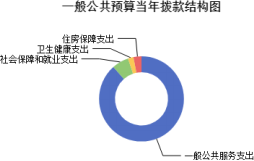 一般公共预算当年拨款结构图
住房保障支出
卫生健康支出
社会保障和就业支出
一般公共服务支出